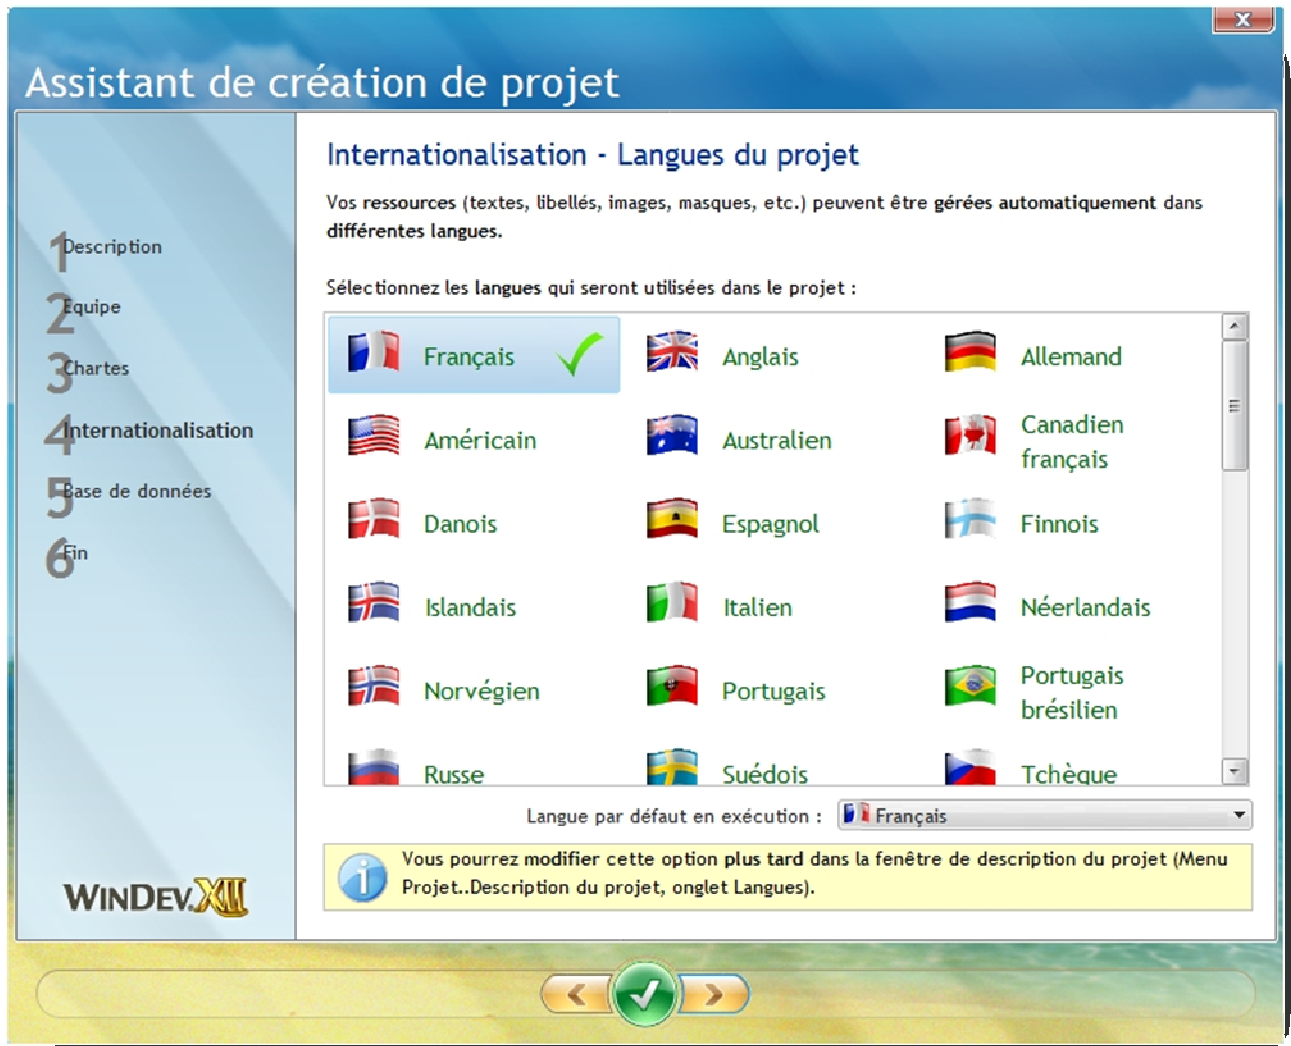 Assistant de création de projet
1 Description
2 Equipe
3 Chartes
4 Internationalisation
5 Base de données
6 Fin
WINDEV.XIII
Internationalisation - Langues du projet
Vos ressources (textes, libellés, images, masques, etc.) peuvent être gérées automatiquement dans
différentes langues.
Sélectionnez les langues qui seront utilisées dans le projet :
Français Anglais Allemand
Américain Australien Canadien
français
Danois Espagnol Finnois
Islandais Italien Néerlandais
Norvégien Portugais Portugais
brésilien
Russe Suédois Tchèque
Langue par défaut en exécution : Français
Vous pourrez modifier cette option plus tard dans la fenêtre de description du projet (Menu
Projet..Description du projet, onglet Langues).